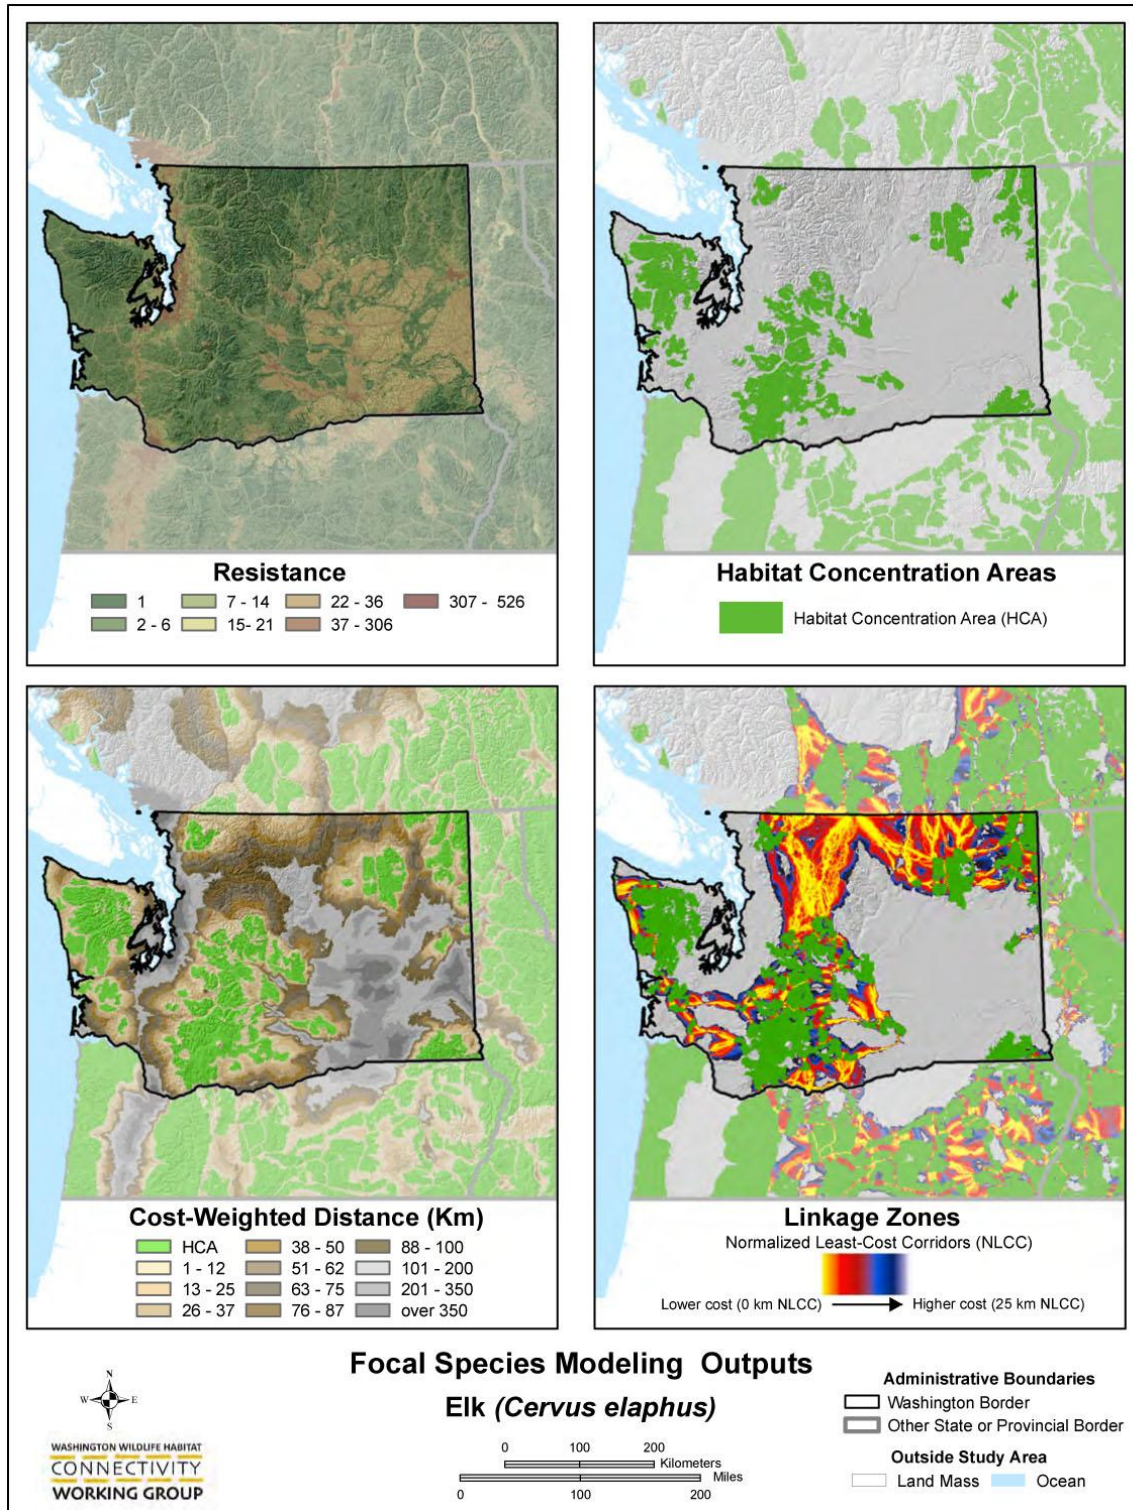 Resistance
1
7 - 14
22 - 36
307 - 526
2 - 6
15- 21
37 - 306
Habitat Concentration Areas
Habitat Concentration Area (HCA)
Cost-Weighted Distance (Km)
HCA
38 - 50
88 - 100
1 - 12
51 - 62
101 - 200
13 - 25
63 - 75
201 - 350
26 - 37
76 - 87
over 350
Linkage Zones
Normalized Least-Cost Corridors (NLCC)
Lower cost (0 km NLCC)
Higher cost (25 km NLCC)
Focal Species Modeling Outputs
Elk (Cervus elaphus)
N
W
E
S
WASHINGTON WILDLIFE HABITAT
CONNECTIVITY
WORKING GROUP
0 100 200
Kilometers
Miles
0 100 200
Administrative Boundaries
Washington Border
Other State or Provincial Border
Outside Study Area
Land Mass
Ocean